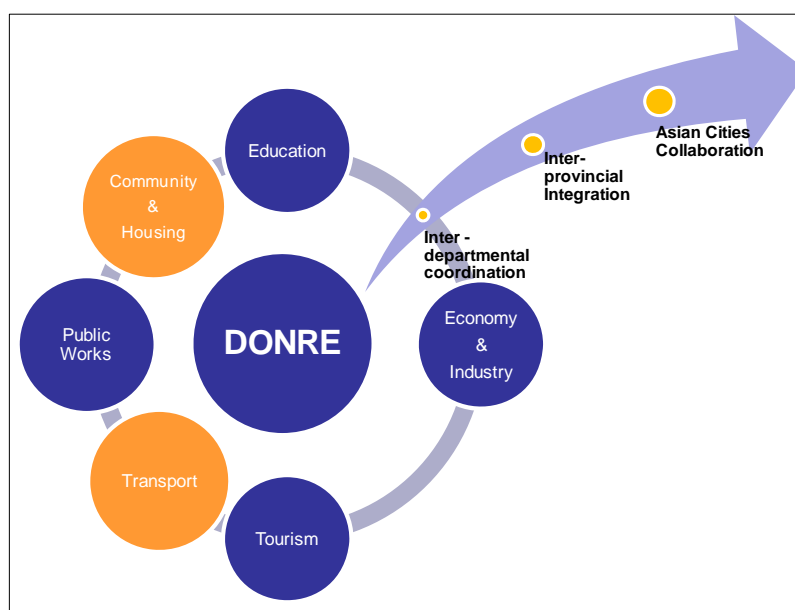 Education
Community
&
Housing
Public
Works
DONRE
Transport
Tourism
Economy
&
Industry
Inter -
departmental
coordination
Inter-
provincial
Integration
Asian Cities
Collaboration